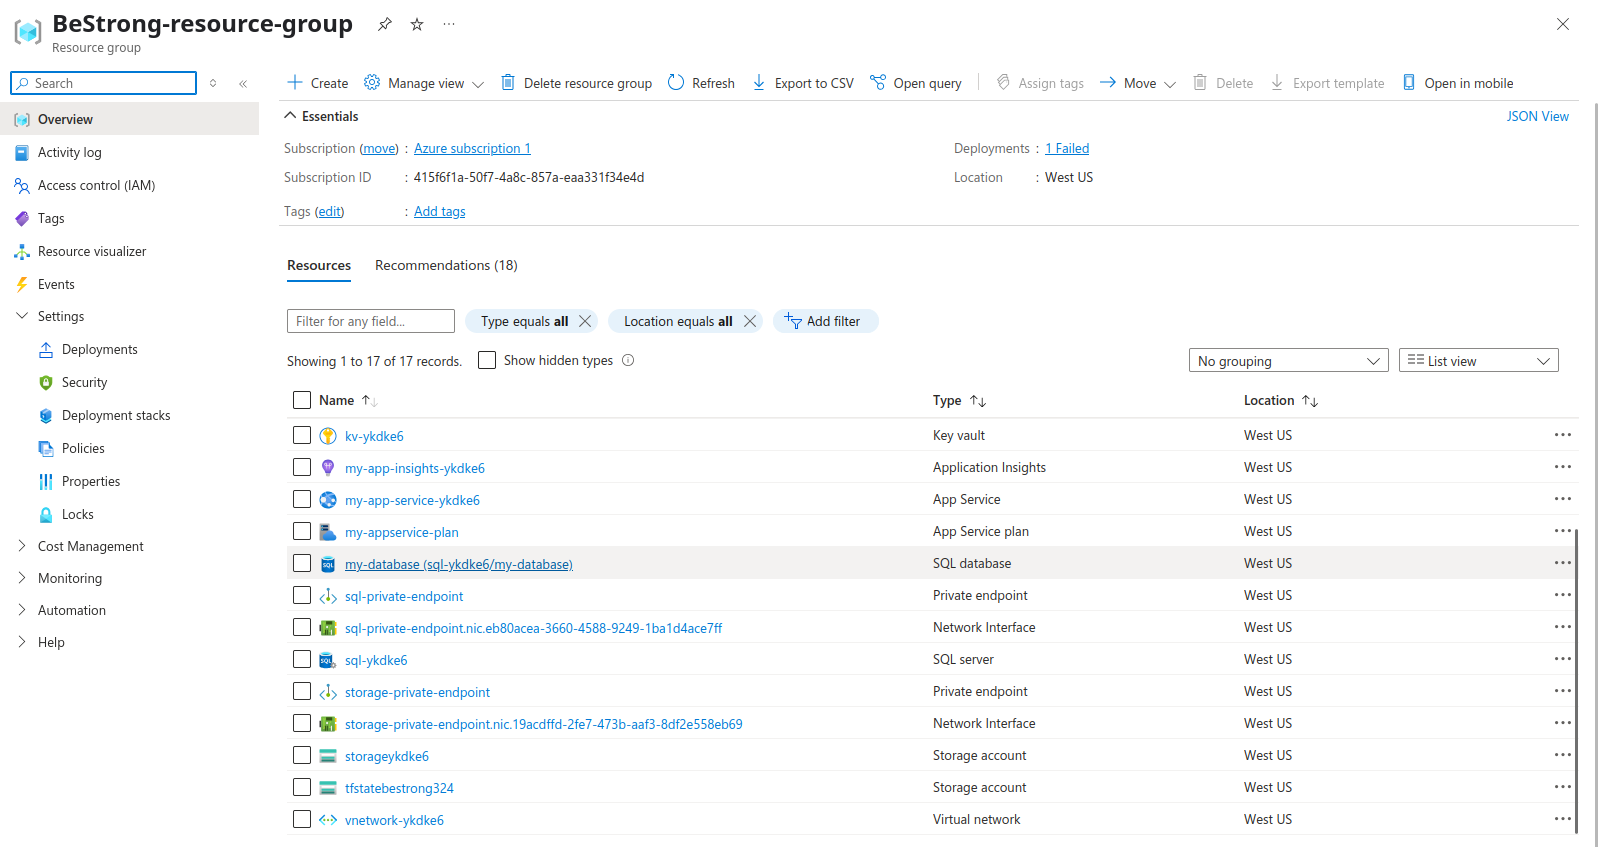 BeStrong-resource-group
Resource group
Search
Create Manage view Delete resource group Refresh Export to CSV Open query Assign tags Move Delete Export template Open in mobile
Overview
Activity log
Access control (IAM)
Tags
Resource visualizer
Events
Settings
Deployments
Security
Deployment stacks
Policies
Properties
Locks
Cost Management
Monitoring
Automation
Help
Essentials JSON View
Subscription (move) : Azure subscription 1 Deployments : 1 Failed
Subscription ID : 415f6f1a-50f7-4a8c-857a-eaa331f34e4d Location : West US
Tags (edit) : Add tags
Resources Recommendations (18)
Filter for any field... Type equals all Location equals all Add filter
Showing 1 to 17 of 17 records. Show hidden types No grouping List view
Name Type Location
kv-ykdke6 Key vault West US
my-app-insights-ykdke6 Application Insights West US
my-app-service-ykdke6 App Service West US
my-appservice-plan App Service plan West US
my-database (sql-ykdke6/my-database) SQL database West US
sql-private-endpoint Private endpoint West US
sql-private-endpoint.nic.eb80acea-3660-4588-9249-1ba1d4ace7ff Network Interface West US
sql-ykdke6 SQL server West US
storage-private-endpoint Private endpoint West US
storage-private-endpoint.nic.19acdffd-2fe7-473b-aaf3-8df2e558eb69 Network Interface West US
storageykdke6 Storage account West US
tfstatebestrong324 Storage account West US
vnetwork-ykdke6 Virtual network West US